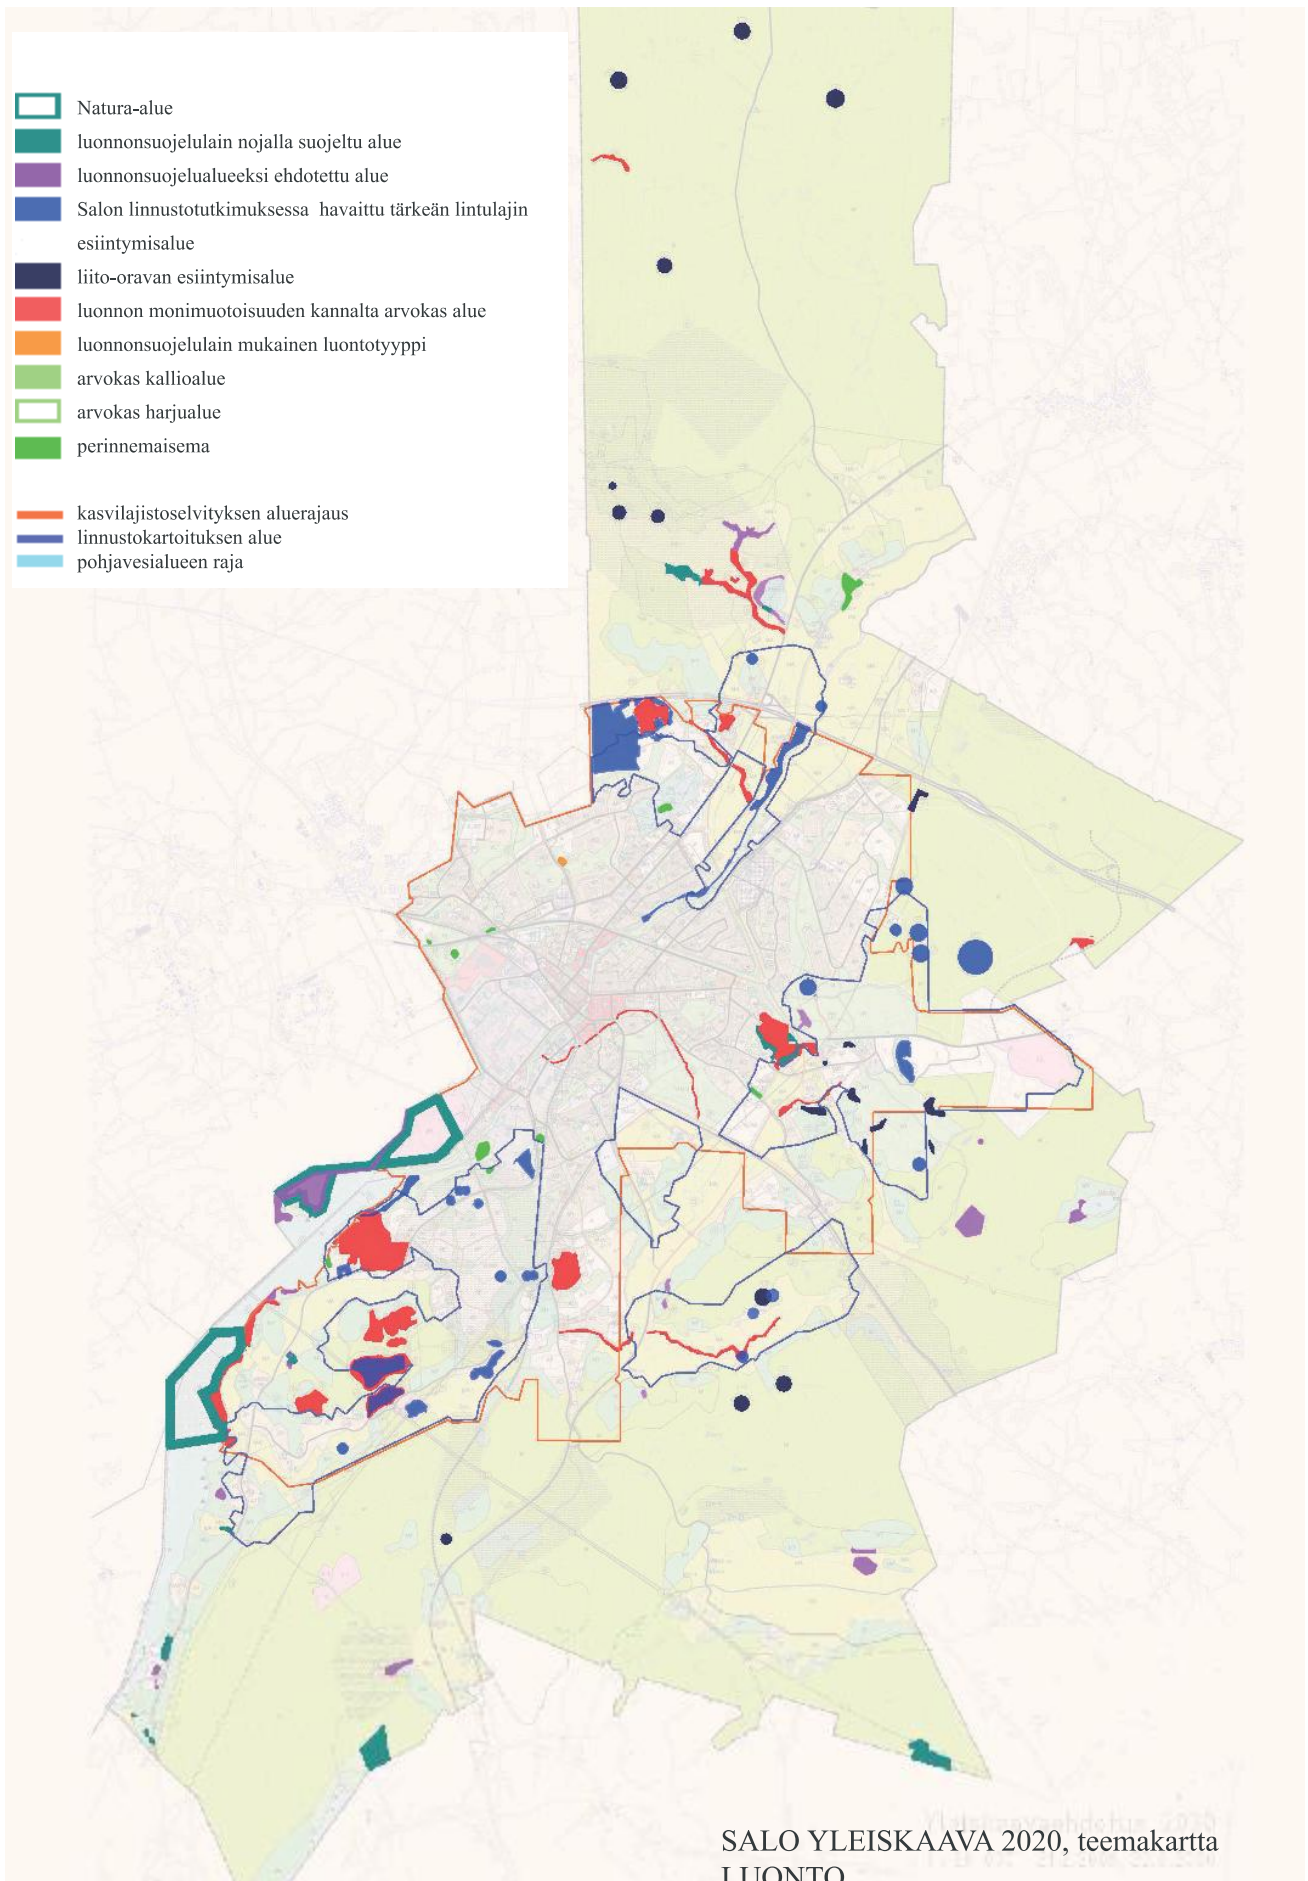 Natura-alue
luonnonsuojelulain nojalla suojeltu alue
luonnonsuojelualueeksi ehdotettu alue
Salon linnustotutkimuksessa havaittu tärkeän lintulajin
esiintymisalue
liito-oravan esiintymisalue
luonnon monimuotoisuuden kannalta arvokas alue
luonnonsuojelulain mukainen luontotyyppi
arvokas kallioalue
arvokas harjualue
perinnemaisema
kasvilajistoselvityksen aluerajaus
linnustokartoituksen alue
pohjavesialueen raja
SALO YLEISKAAVA 2020, teemakartta
LUONTO